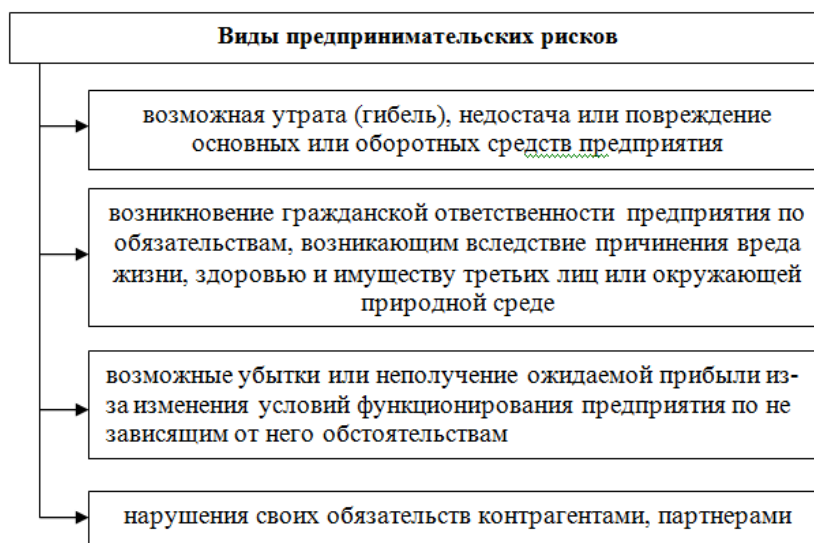 Виды предпринимательских рисков
возможная утрата (гибель), недостача или повреждение
основных или оборотных средств предприятия
возникновение гражданской ответственности предприятия по
обязательствам, возникающим вследствие причинения вреда
жизни, здоровью и имуществу третьих лиц или окружающей
природной среде
возможные убытки или неполучение ожидаемой прибыли из-
за изменения условий функционирования предприятия по не
зависящим от него обстоятельствам
нарушения своих обязательств контрагентами, партнерами